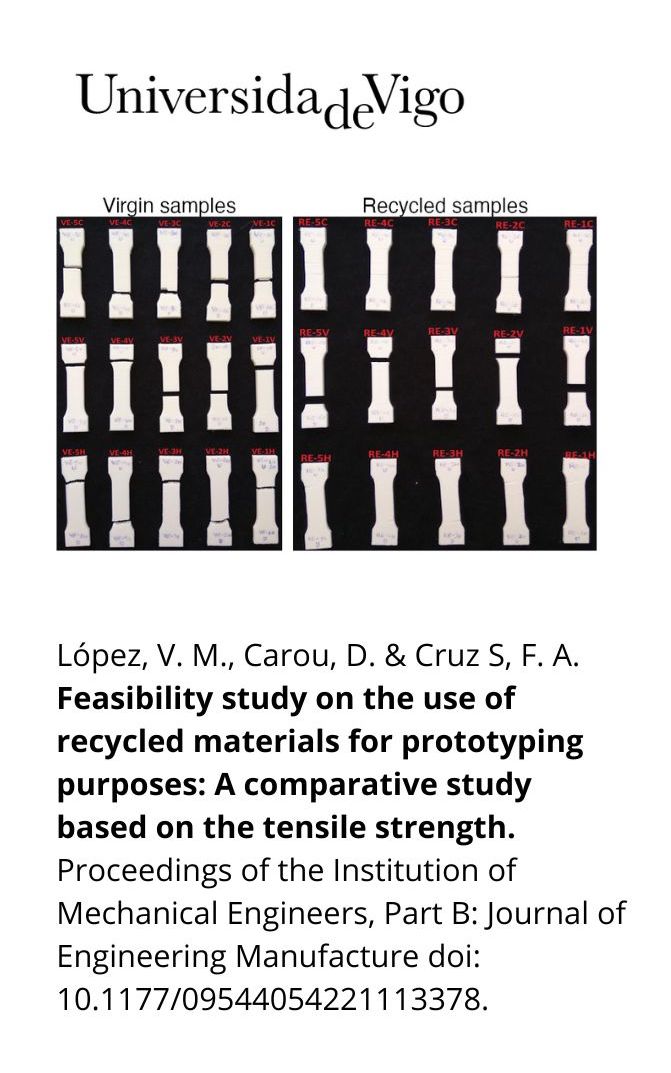 UniversidadeVigo
Virgin samples
Recycled samples
VE-5C VE-4C VE-3C VE-2C VE-1C
RE-5C RE-4C RE-3C RE-2C RE-1C
VE-5V VE-4V VE-3V VE-2V VE-1V
RE-5V RE-4V RE-3V RE-2V RE-1V
VE-5H VE-4H VE-3H VE-2H VE-1H
RE-5H RE-4H RE-3H RE-2H RE-1H
López, V. M., Carou, D. & Cruz S, F. A.
Feasibility study on the use of
recycled materials for prototyping
purposes: A comparative study
based on the tensile strength.
Proceedings of the Institution of
Mechanical Engineers, Part B: Journal of
Engineering Manufacture doi:
10.1177/09544054221113378.